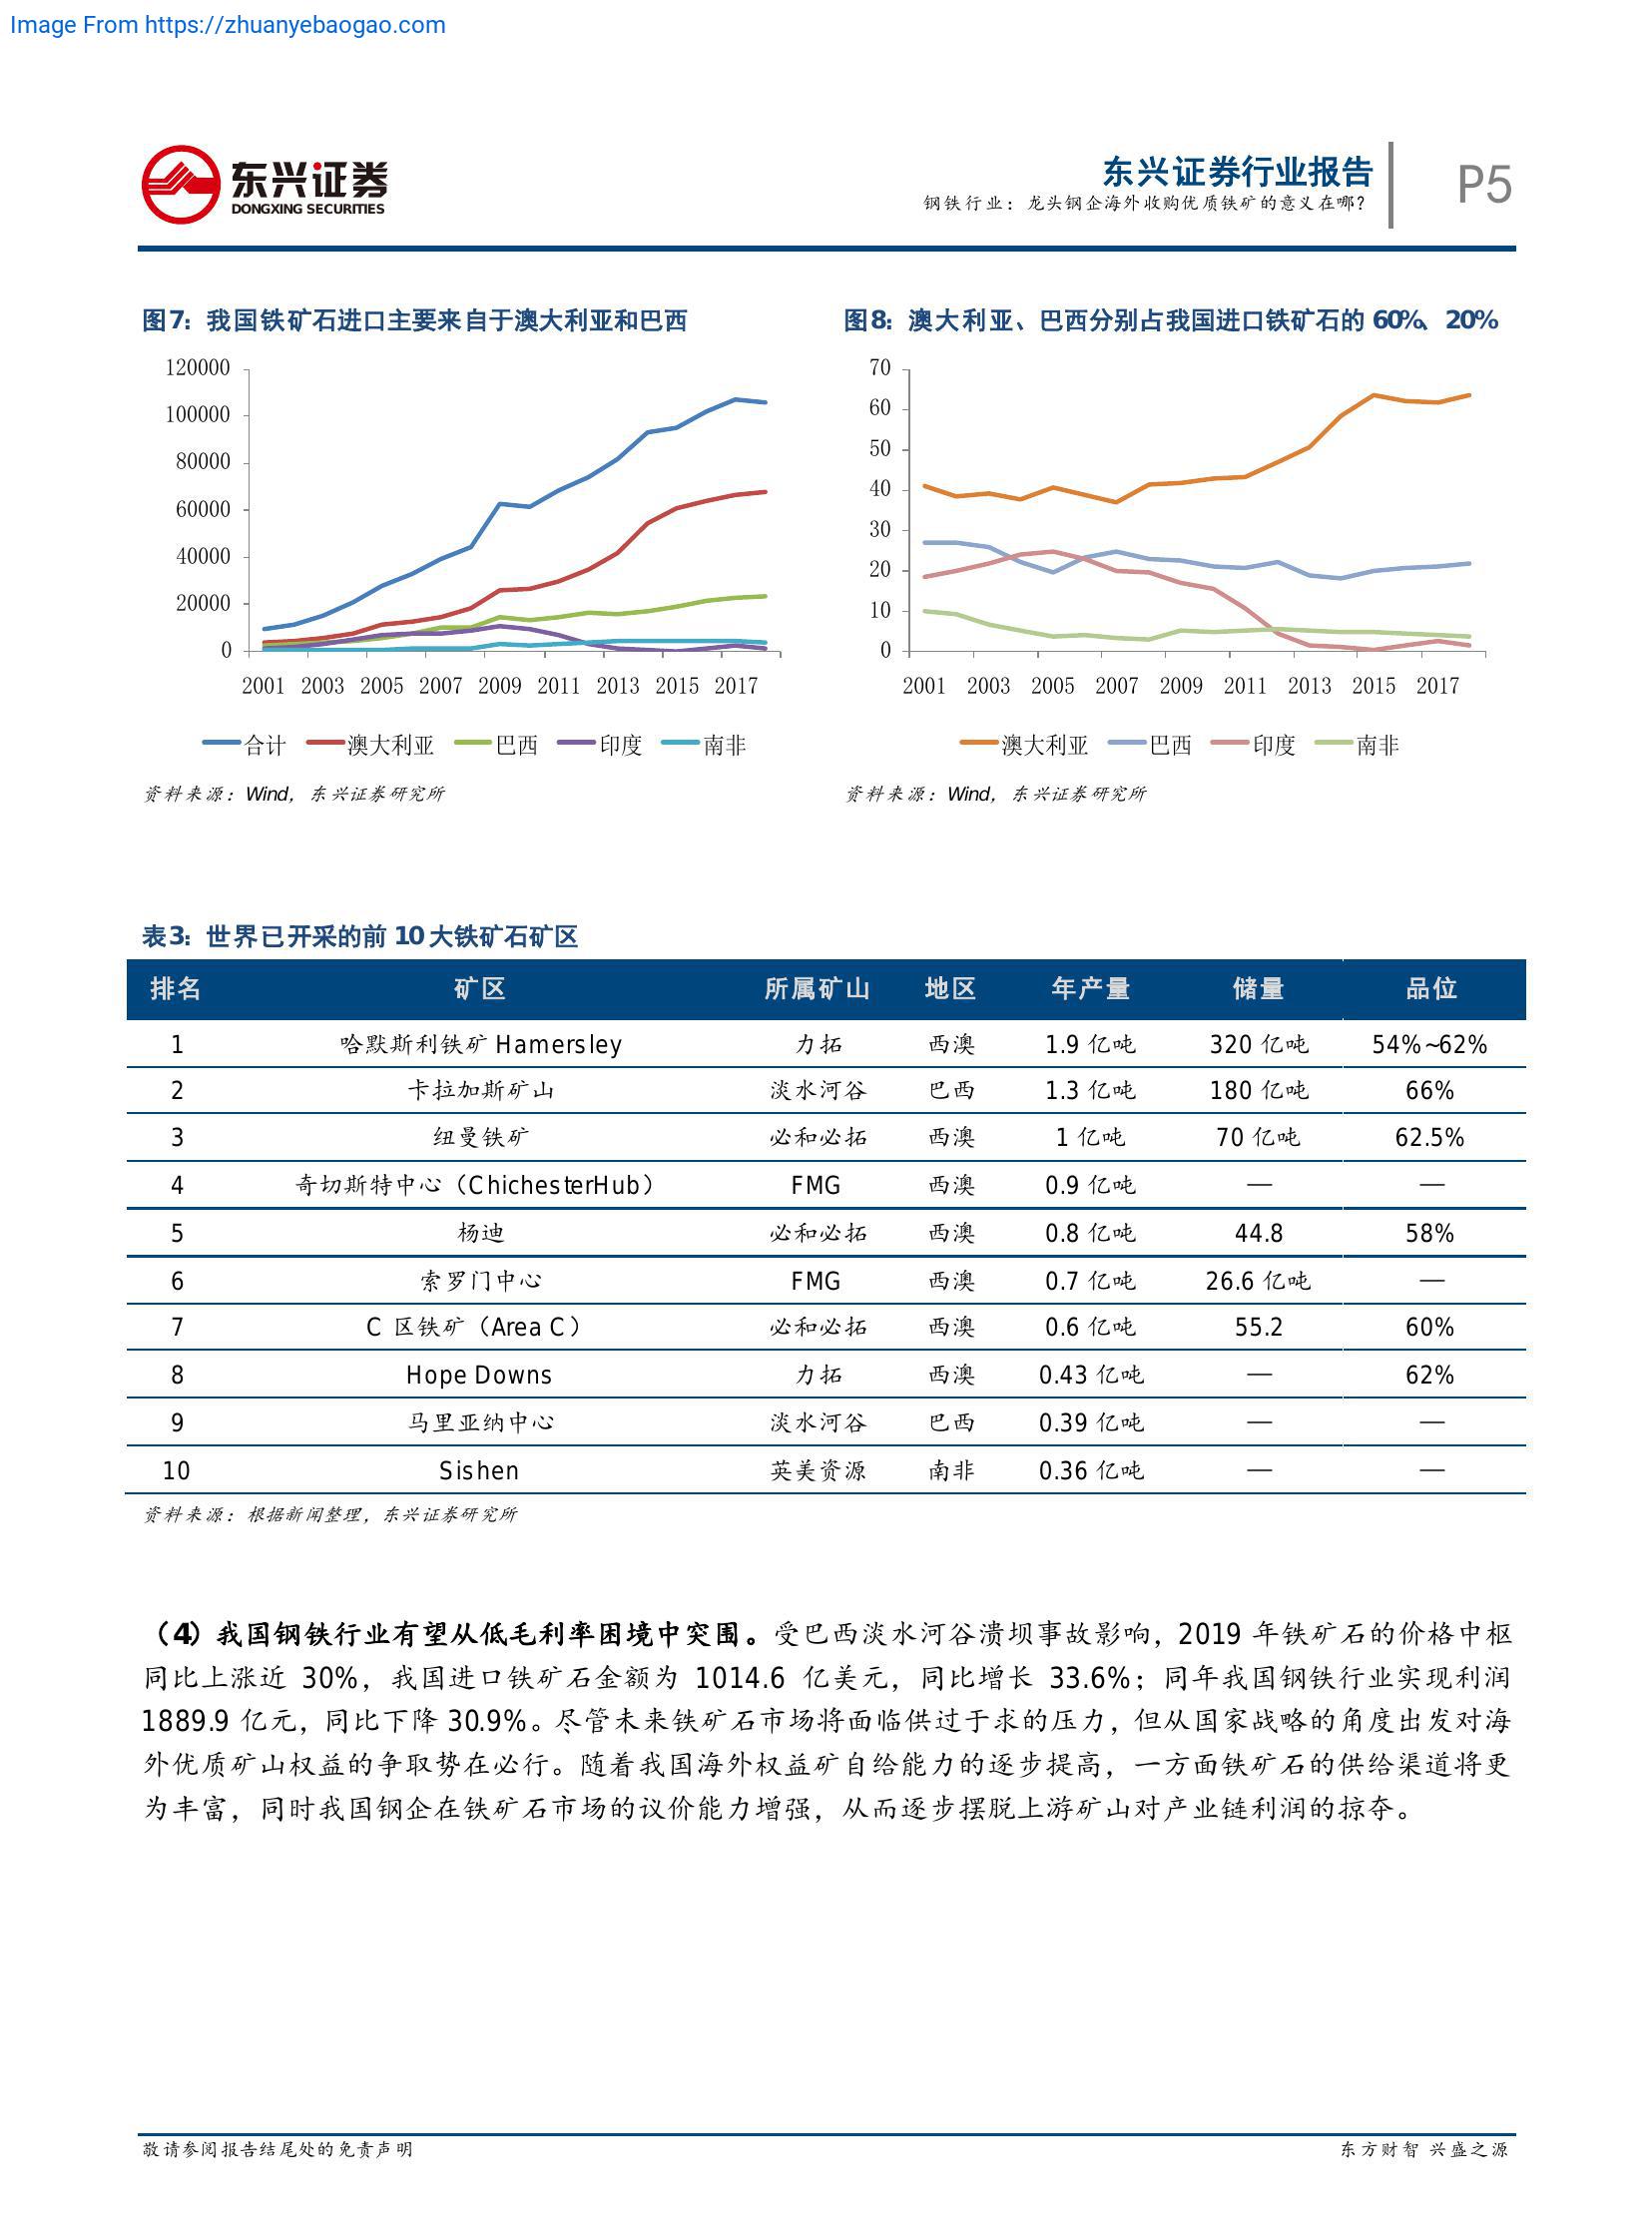 Image From https://zhuanyebaogao.com
东兴证券
DONGXING SECURITIES
东兴证券行业报告
钢铁行业：龙头钢企海外收购优质铁矿的意义在哪？
P5
图7：我国铁矿石进口主要来自于澳大利亚和巴西
120000
100000
80000
60000
40000
20000
0
2001 2003 2005 2007 2009 2011 2013 2015 2017
合计 澳大利亚 巴西 印度 南非
资料来源：Wind，东兴证券研究所
图8：澳大利亚、巴西分别占我国进口铁矿石的 60%、20%
70
60
50
40
30
20
10
0
2001 2003 2005 2007 2009 2011 2013 2015 2017
澳大利亚 巴西 印度 南非
资料来源：Wind，东兴证券研究所
表3：世界已开采的前 10 大铁矿石矿区
排名 矿区 所属矿山 地区 年产量 储量 品位
1 哈默斯利铁矿 Hamersley 力拓 西澳 1.9 亿吨 320 亿吨 54%~62%
2 卡拉加斯矿山 淡水河谷 巴西 1.3 亿吨 180 亿吨 66%
3 纽曼铁矿 必和必拓 西澳 1 亿吨 70 亿吨 62.5%
4 奇切斯特中心（ChichesterHub） FMG 西澳 0.9 亿吨 — —
5 杨迪 必和必拓 西澳 0.8 亿吨 44.8 58%
6 索罗门中心 FMG 西澳 0.7 亿吨 26.6 亿吨 —
7 C 区铁矿（Area C） 必和必拓 西澳 0.6 亿吨 55.2 60%
8 Hope Downs 力拓 西澳 0.43 亿吨 — 62%
9 马里亚纳中心 淡水河谷 巴西 0.39 亿吨 — —
10 Sishen 英美资源 南非 0.36 亿吨 — —
资料来源：根据新闻整理，东兴证券研究所
（4）我国钢铁行业有望从低毛利率困境中突围。受巴西淡水河谷溃坝事故影响，2019 年铁矿石的价格中枢
同比上涨近 30%，我国进口铁矿石金额为 1014.6 亿美元，同比增长 33.6%；同年我国钢铁行业实现利润
1889.9 亿元，同比下降 30.9%。尽管未来铁矿石市场将面临供过于求的压力，但从国家战略的角度出发对海
外优质矿山权益的争取势在必行。随着我国海外权益矿自给能力的逐步提高，一方面铁矿石的供给渠道将更
为丰富，同时我国钢企在铁矿石市场的议价能力增强，从而逐步摆脱上游矿山对产业链利润的掠夺。
敬请参阅报告结尾处的免责声明
东方财智 兴盛之源